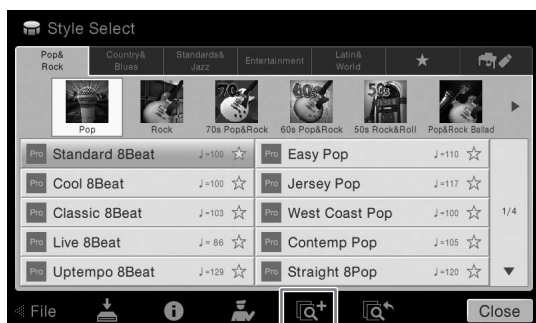 Style Select
Pop& Rock
Country& Blues
Standards& Jazz
Entertainment
Latin& World
Pop
Rock
70s Pop&Rock
60s Pop&Rock
50s Rock&Roll
Pop&Rock Ballad
Pro Standard 8Beat ♩=100
Pro Easy Pop ♩=110
Pro Cool 8Beat ♩=100
Pro Jersey Pop ♩=117
Pro Classic 8Beat ♩=103
Pro West Coast Pop ♩=100
1/4
Pro Live 8Beat ♩= 86
Pro Contemp Pop ♩=105
Pro Uptempo 8Beat ♩=129
Pro Straight 8Pop ♩=120
File
Close